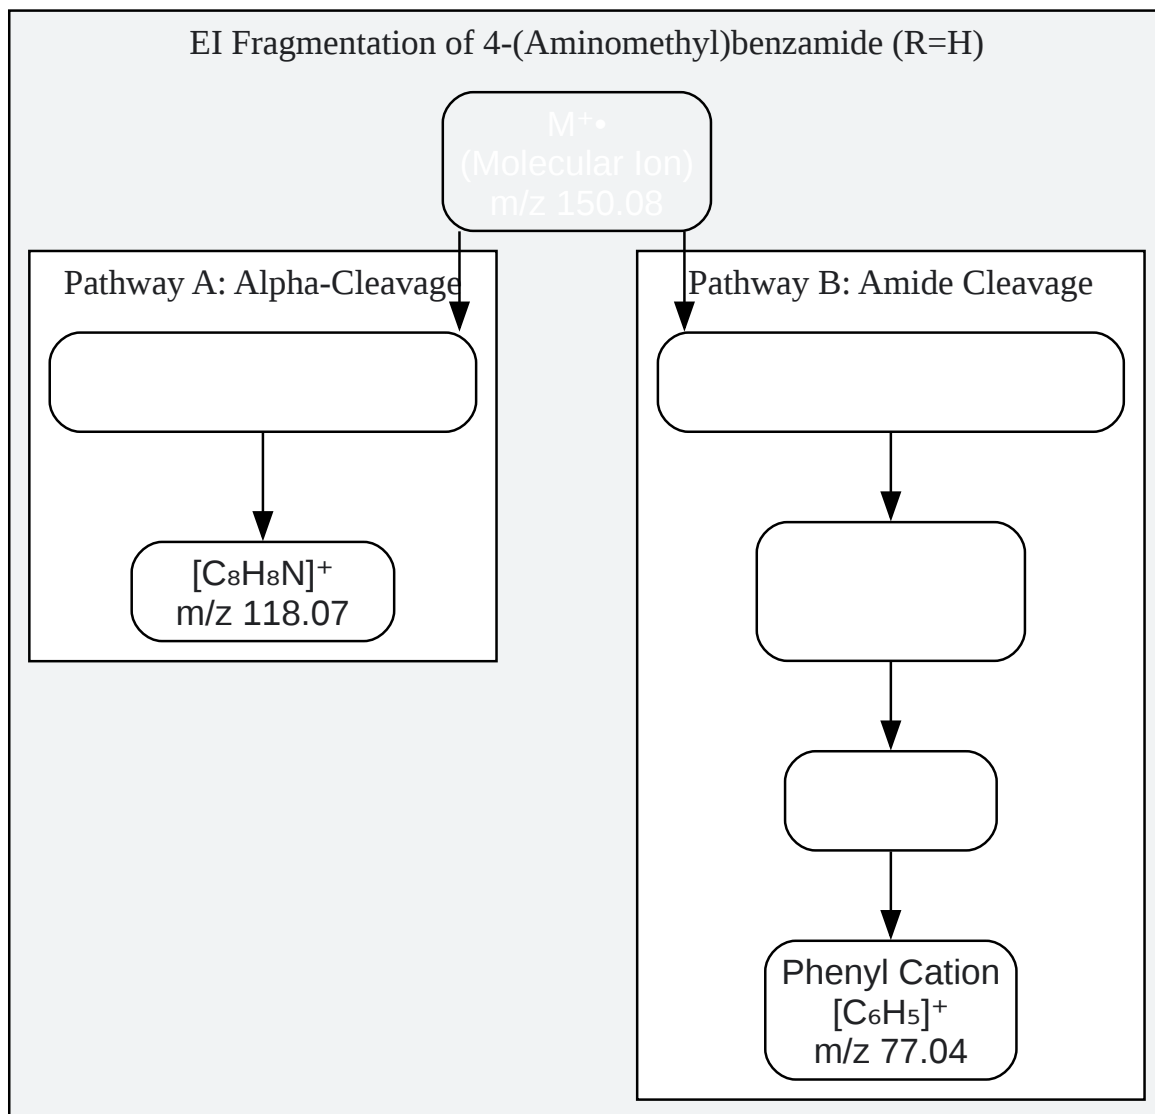 EI Fragmentation of 4-(Aminomethyl)benzamide (R=H)
M⁺•
(Molecular Ion)
m/z 150.08
Pathway A: Alpha-Cleavage
Pathway B: Amide Cleavage
[C₈H₈N]⁺
m/z 118.07
Phenyl Cation
[C₆H₅]⁺
m/z 77.04